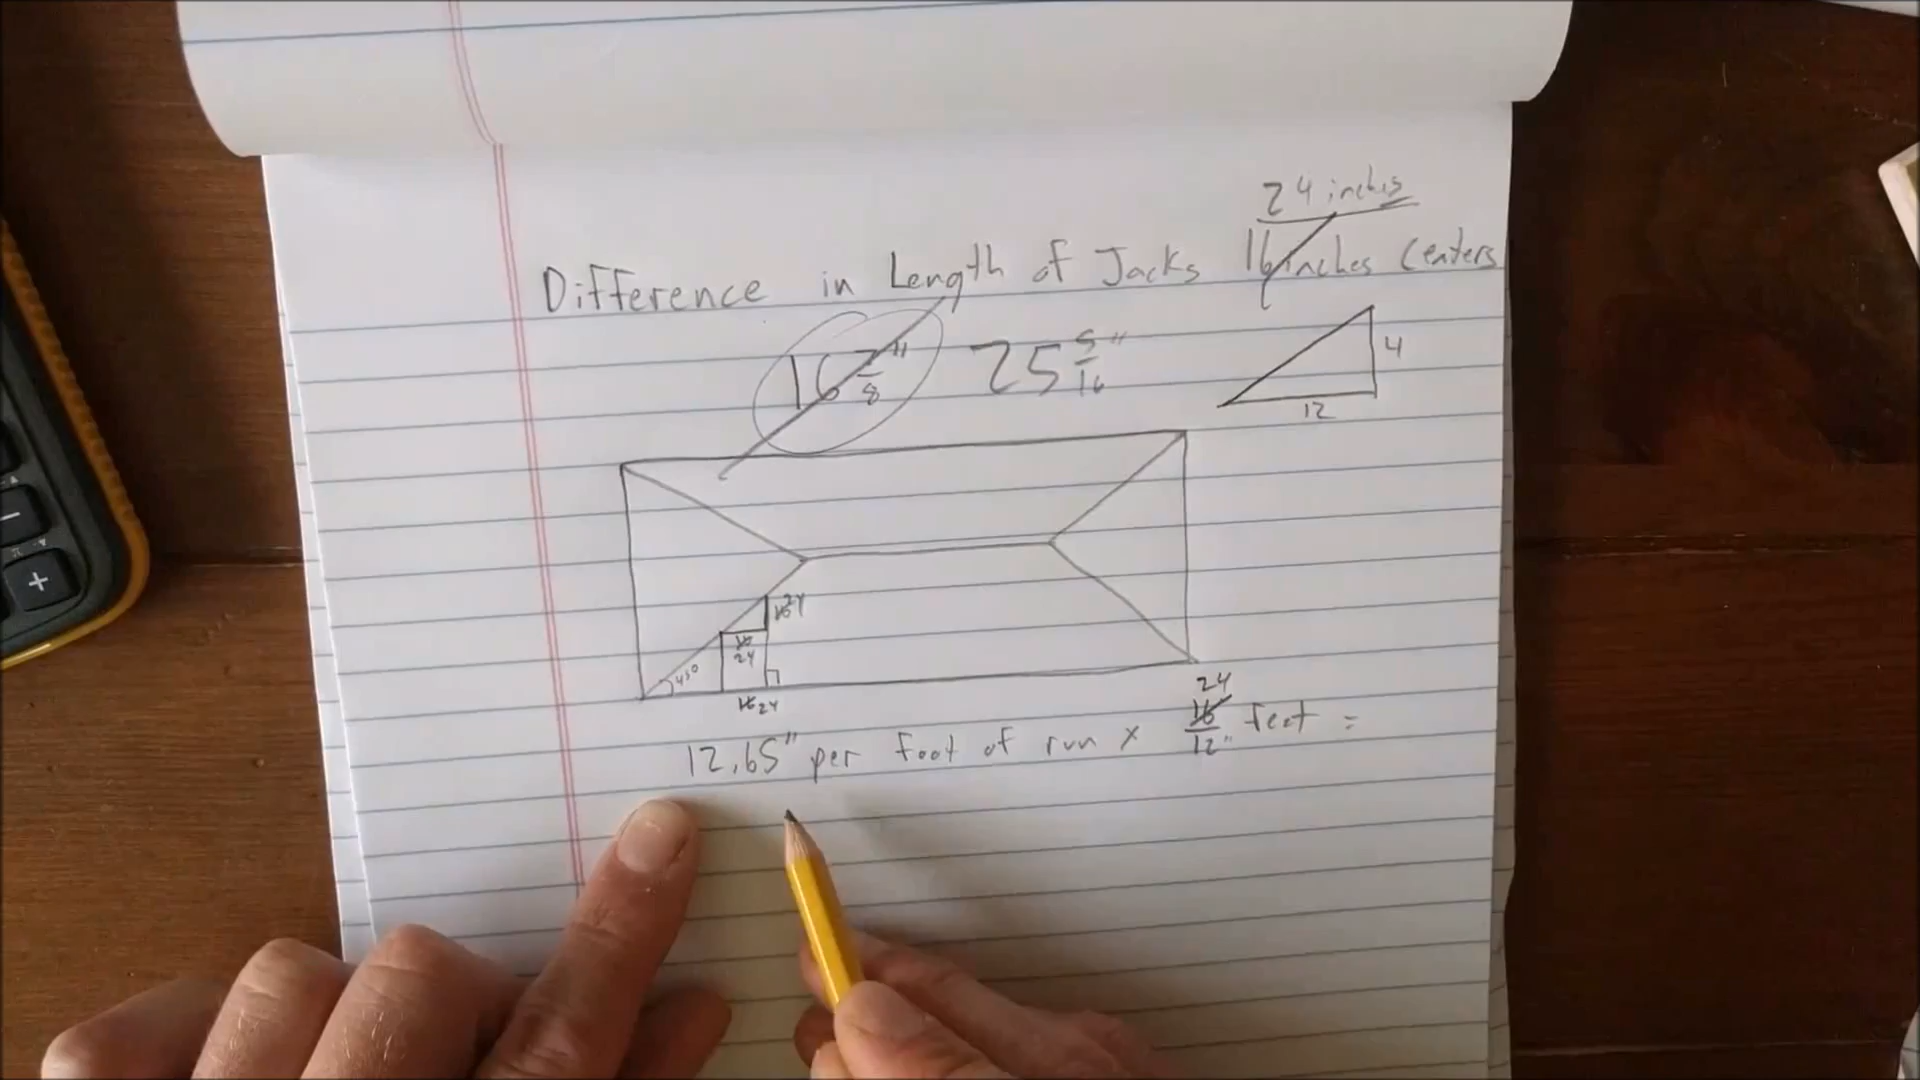 24 inches
Difference in Length of Jacks 16 inches Centers
16 7/8" 25 5/16"
4
12
16 24
16
24
45°
16 24
24
12.65" per foot of run x 16/12" feet =